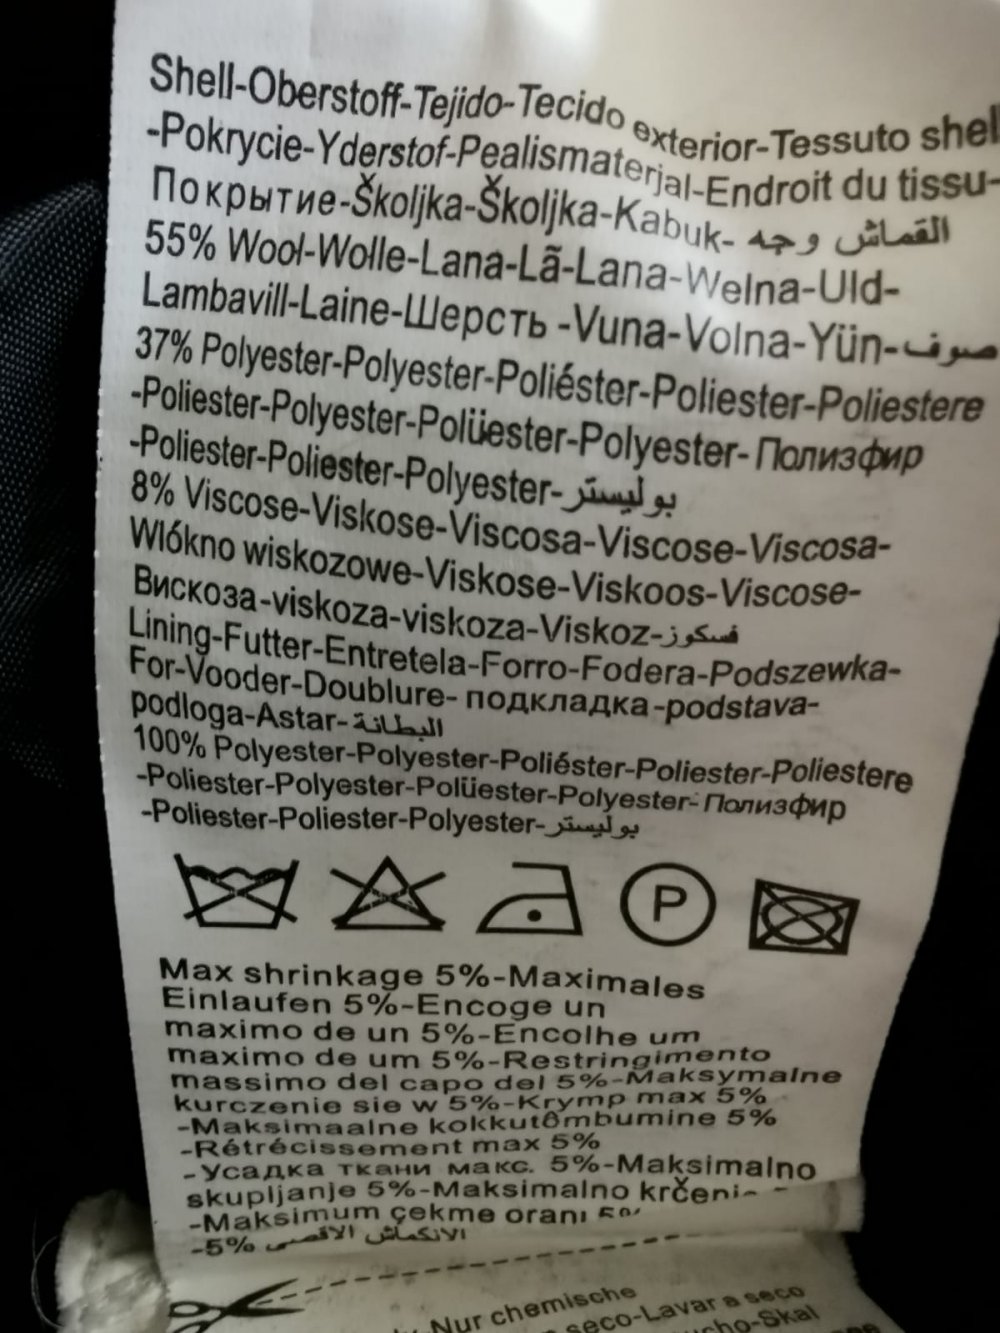 Shell-Oberstoff-Tejido-Tecido exterior-Tessuto shel
-Pokrycie-Yderstof-Pealismaterjal-Endroit du tissu-
Покрытие-Školjka-Školjka-Kabuk- القماش وجه
55% Wool-Wolle-Lana-Lã-Lana-Welna-Uld-
Lambavill-Laine-Шерсть -Vuna-Volna-Yün-صوف
37% Polyester-Polyester-Poliéster-Poliester-Poliestere
-Poliester-Polyester-Polüester-Polyester- Полизфир
-Poliester-Poliester-Polyester-بوليستر
8% Viscose-Viskose-Viscosa-Viscose-Viscosa-
Wlókno wiskozowe-Viskose-Viskoos-Viscose-
Вискоза-viskoza-viskoza-Viskoz-فسكوز
Lining-Futter-Entretela-Forro-Fodera-Podszewka-
For-Vooder-Doublure- подкладка-podstava-
podloga-Astar-البطانة
100% Polyester-Polyester-Poliéster-Poliester-Poliestere
-Poliester-Polyester-Polüester-Polyester- Полизфир
-Poliester-Poliester-Polyester-بوليستر
P
Max shrinkage 5%-Maximales
Einlaufen 5%-Encoge un
maximo de un 5%-Encolhe um
maximo de um 5%-Restringimento
massimo del capo del 5%-Maksymalne
kurczenie sie w 5%-Krymp max 5%
-Maksimaalne kokkutõmbumine 5%
-Rétrécissement max 5%
-Усадка ткани макс. 5%-Maksimalno
skupljanje 5%-Maksimalno
-Maksimum çekme oranı
-5% الانكماش الاقصى
Nur chemische
seco-Lavar a seco